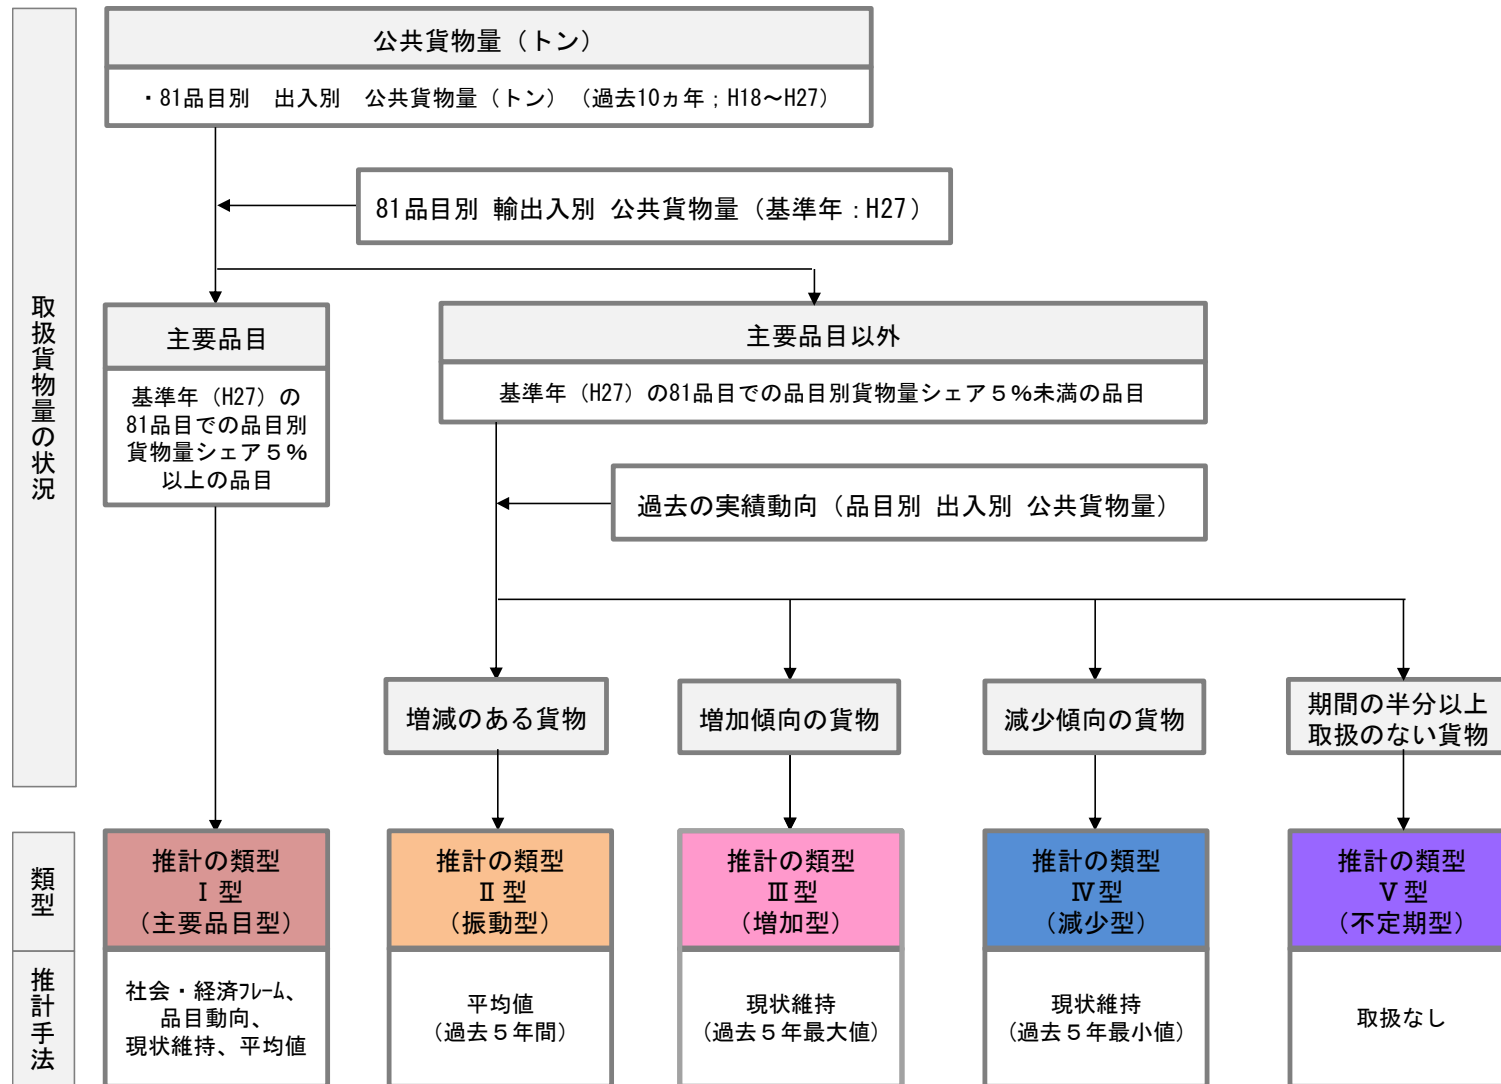 公共貨物量（トン）
・81品目別　出入別　公共貨物量（トン）（過去10ヵ年；H18～H27）
81品目別 輸出入別 公共貨物量（基準年：H27）
取扱貨物量の状況
主要品目
基準年（H27）の
81品目での品目別
貨物量シェア５％
以上の品目
主要品目以外
基準年（H27）の81品目での品目別貨物量シェア５％未満の品目
過去の実績動向（品目別 出入別 公共貨物量）
増減のある貨物
増加傾向の貨物
減少傾向の貨物
期間の半分以上
取扱のない貨物
類型
推計の類型
Ⅰ型
（主要品目型）
推計の類型
Ⅱ型
（振動型）
推計の類型
Ⅲ型
（増加型）
推計の類型
Ⅳ型
（減少型）
推計の類型
Ⅴ型
（不定期型）
推計手法
社会・経済ﾌﾚｰﾑ、
品目動向、
現状維持、平均値
平均値
（過去５年間）
現状維持
（過去５年最大値）
現状維持
（過去５年最小値）
取扱なし